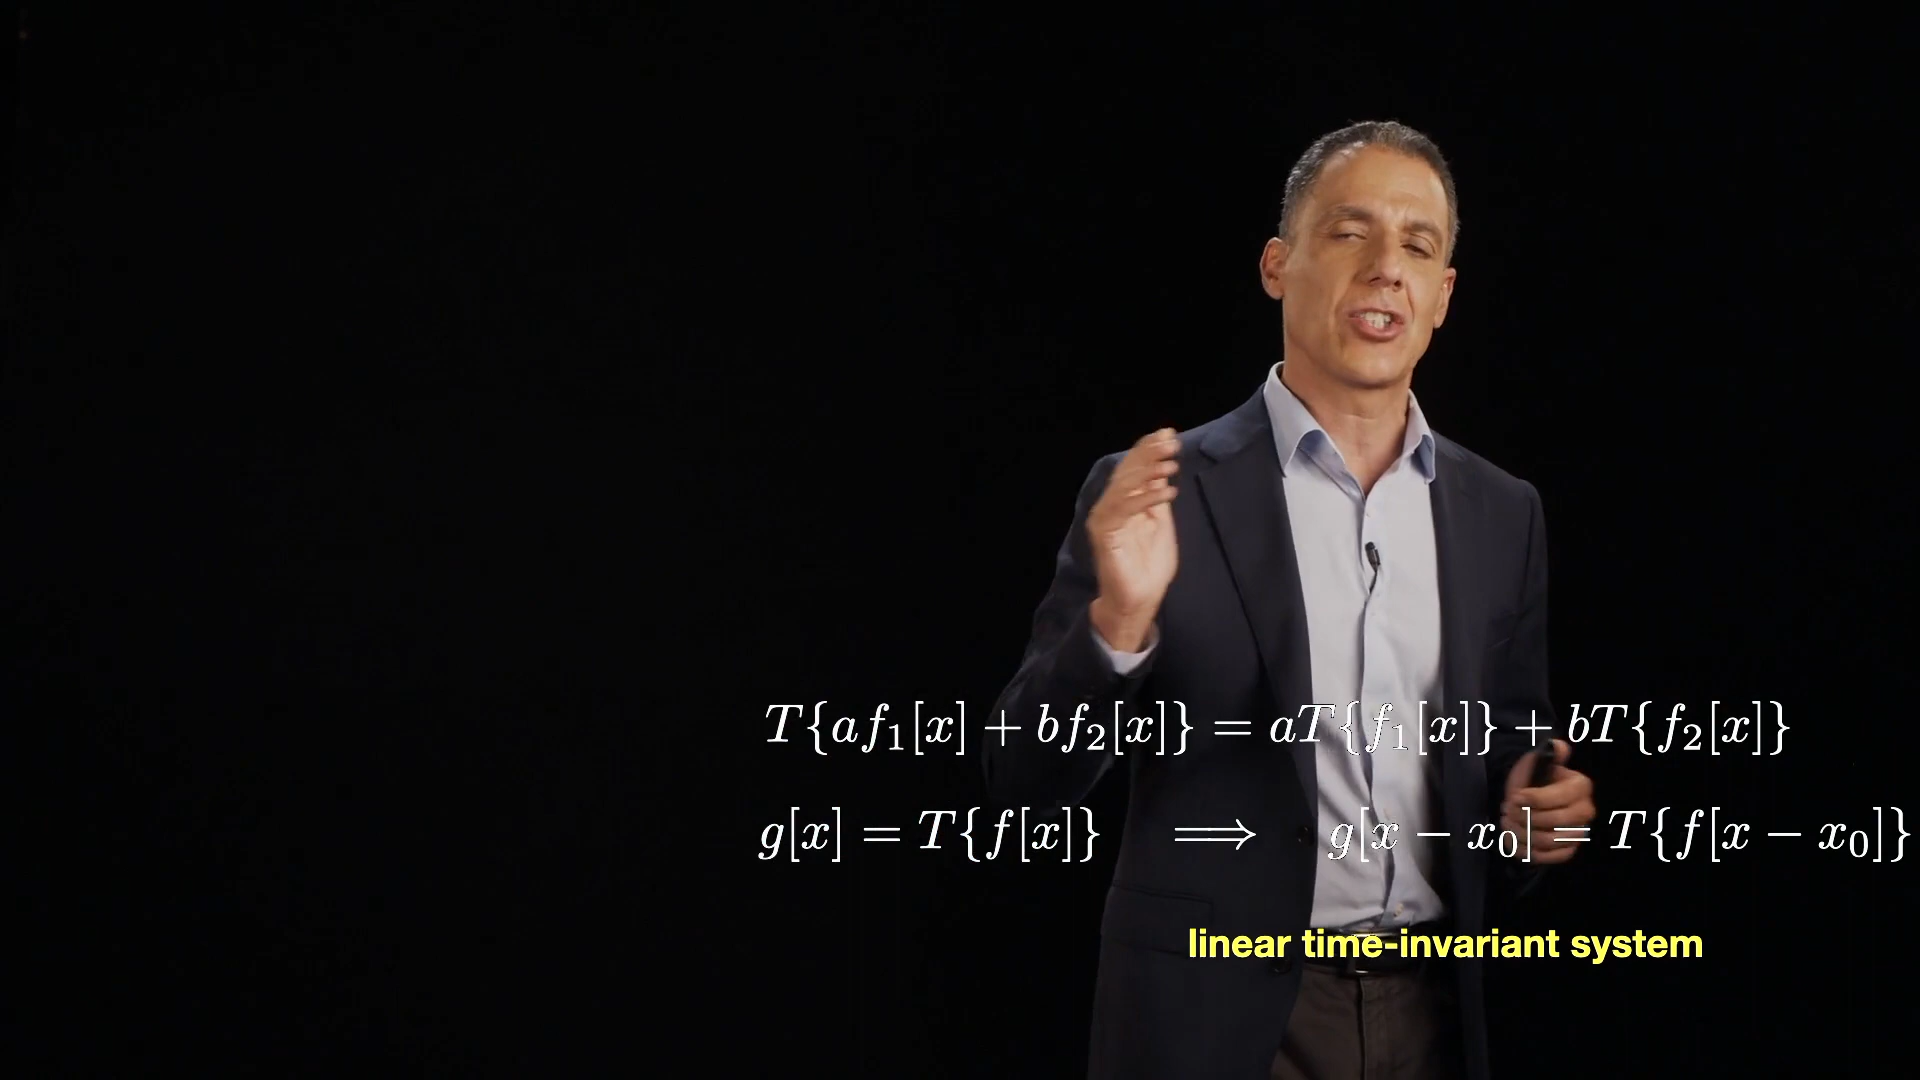 T{af₁[x] + bf₂[x]} = aT{f₁[x]} + bT{f₂[x]}
g[x] = T{f[x]} ⟹ g[x − x₀] = T{f[x − x₀]}
linear time-invariant system